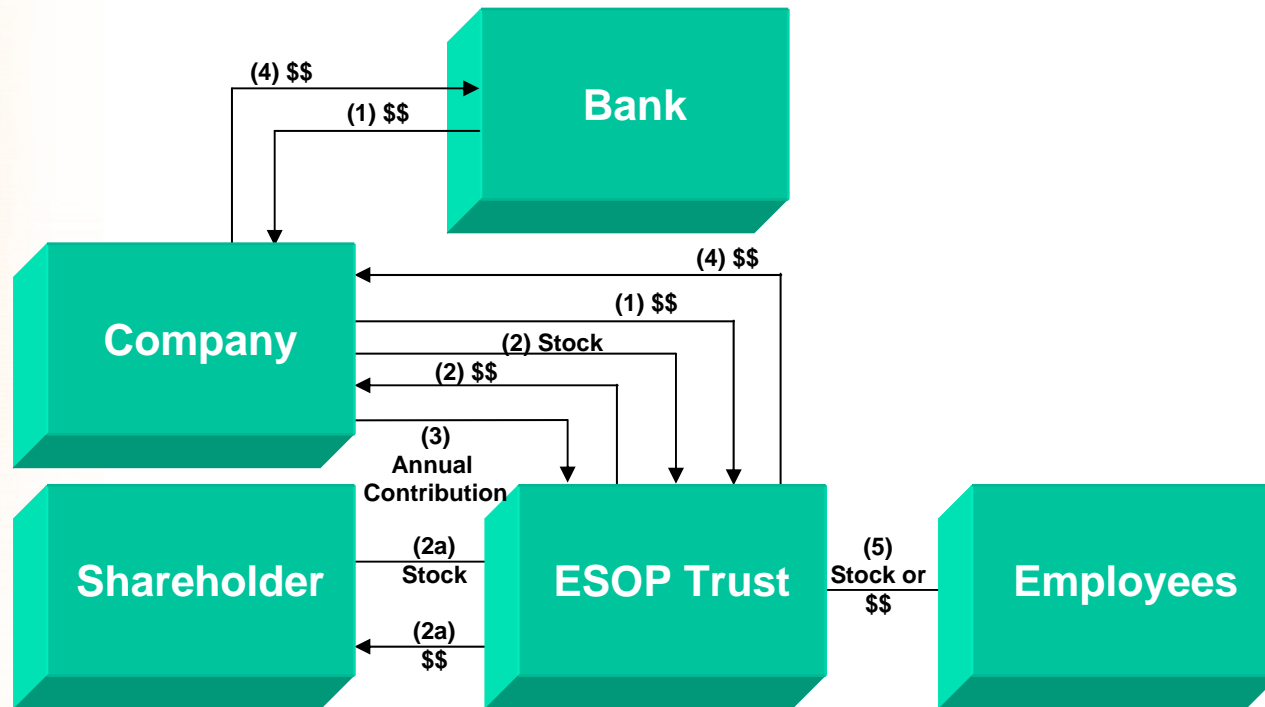 (4) $$
Bank
(1) $$
(4) $$
(1) $$
Company
(2) Stock
(2) $$
(3)
Annual
Contribution
(2a)
Stock
(5)
Stock or
$$
Shareholder
ESOP Trust
Employees
(2a)
$$